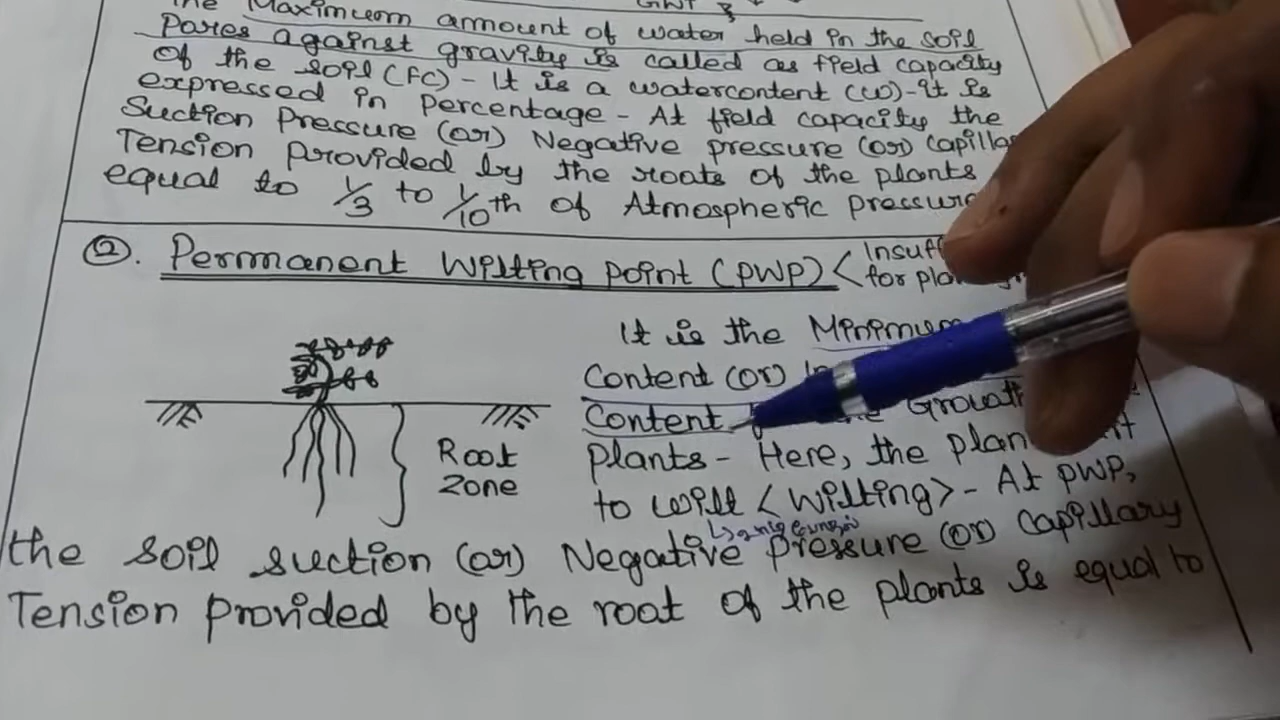 The Maximum amount of water held in the soil
Pores against gravity is called as field capacity
of the soil (FC) - It is a watercontent (w) - it is
expressed in percentage - At field capacity the
Suction Pressure (or) Negative pressure (or) capillar
Tension Provided by the roots of the plants
equal to 1/3 to 1/10th of Atmospheric pressure
②. Permanent Wilting point (PWP) <
Insuff
for pla
It is the Minimum
Content (or)
Content Growth
plants - Here, the plan
to will <Wilting> - At PWP,
the soil suction (or) Negative pressure (or) capillary
Tension provided by the root of the plants is equal to
Root
Zone